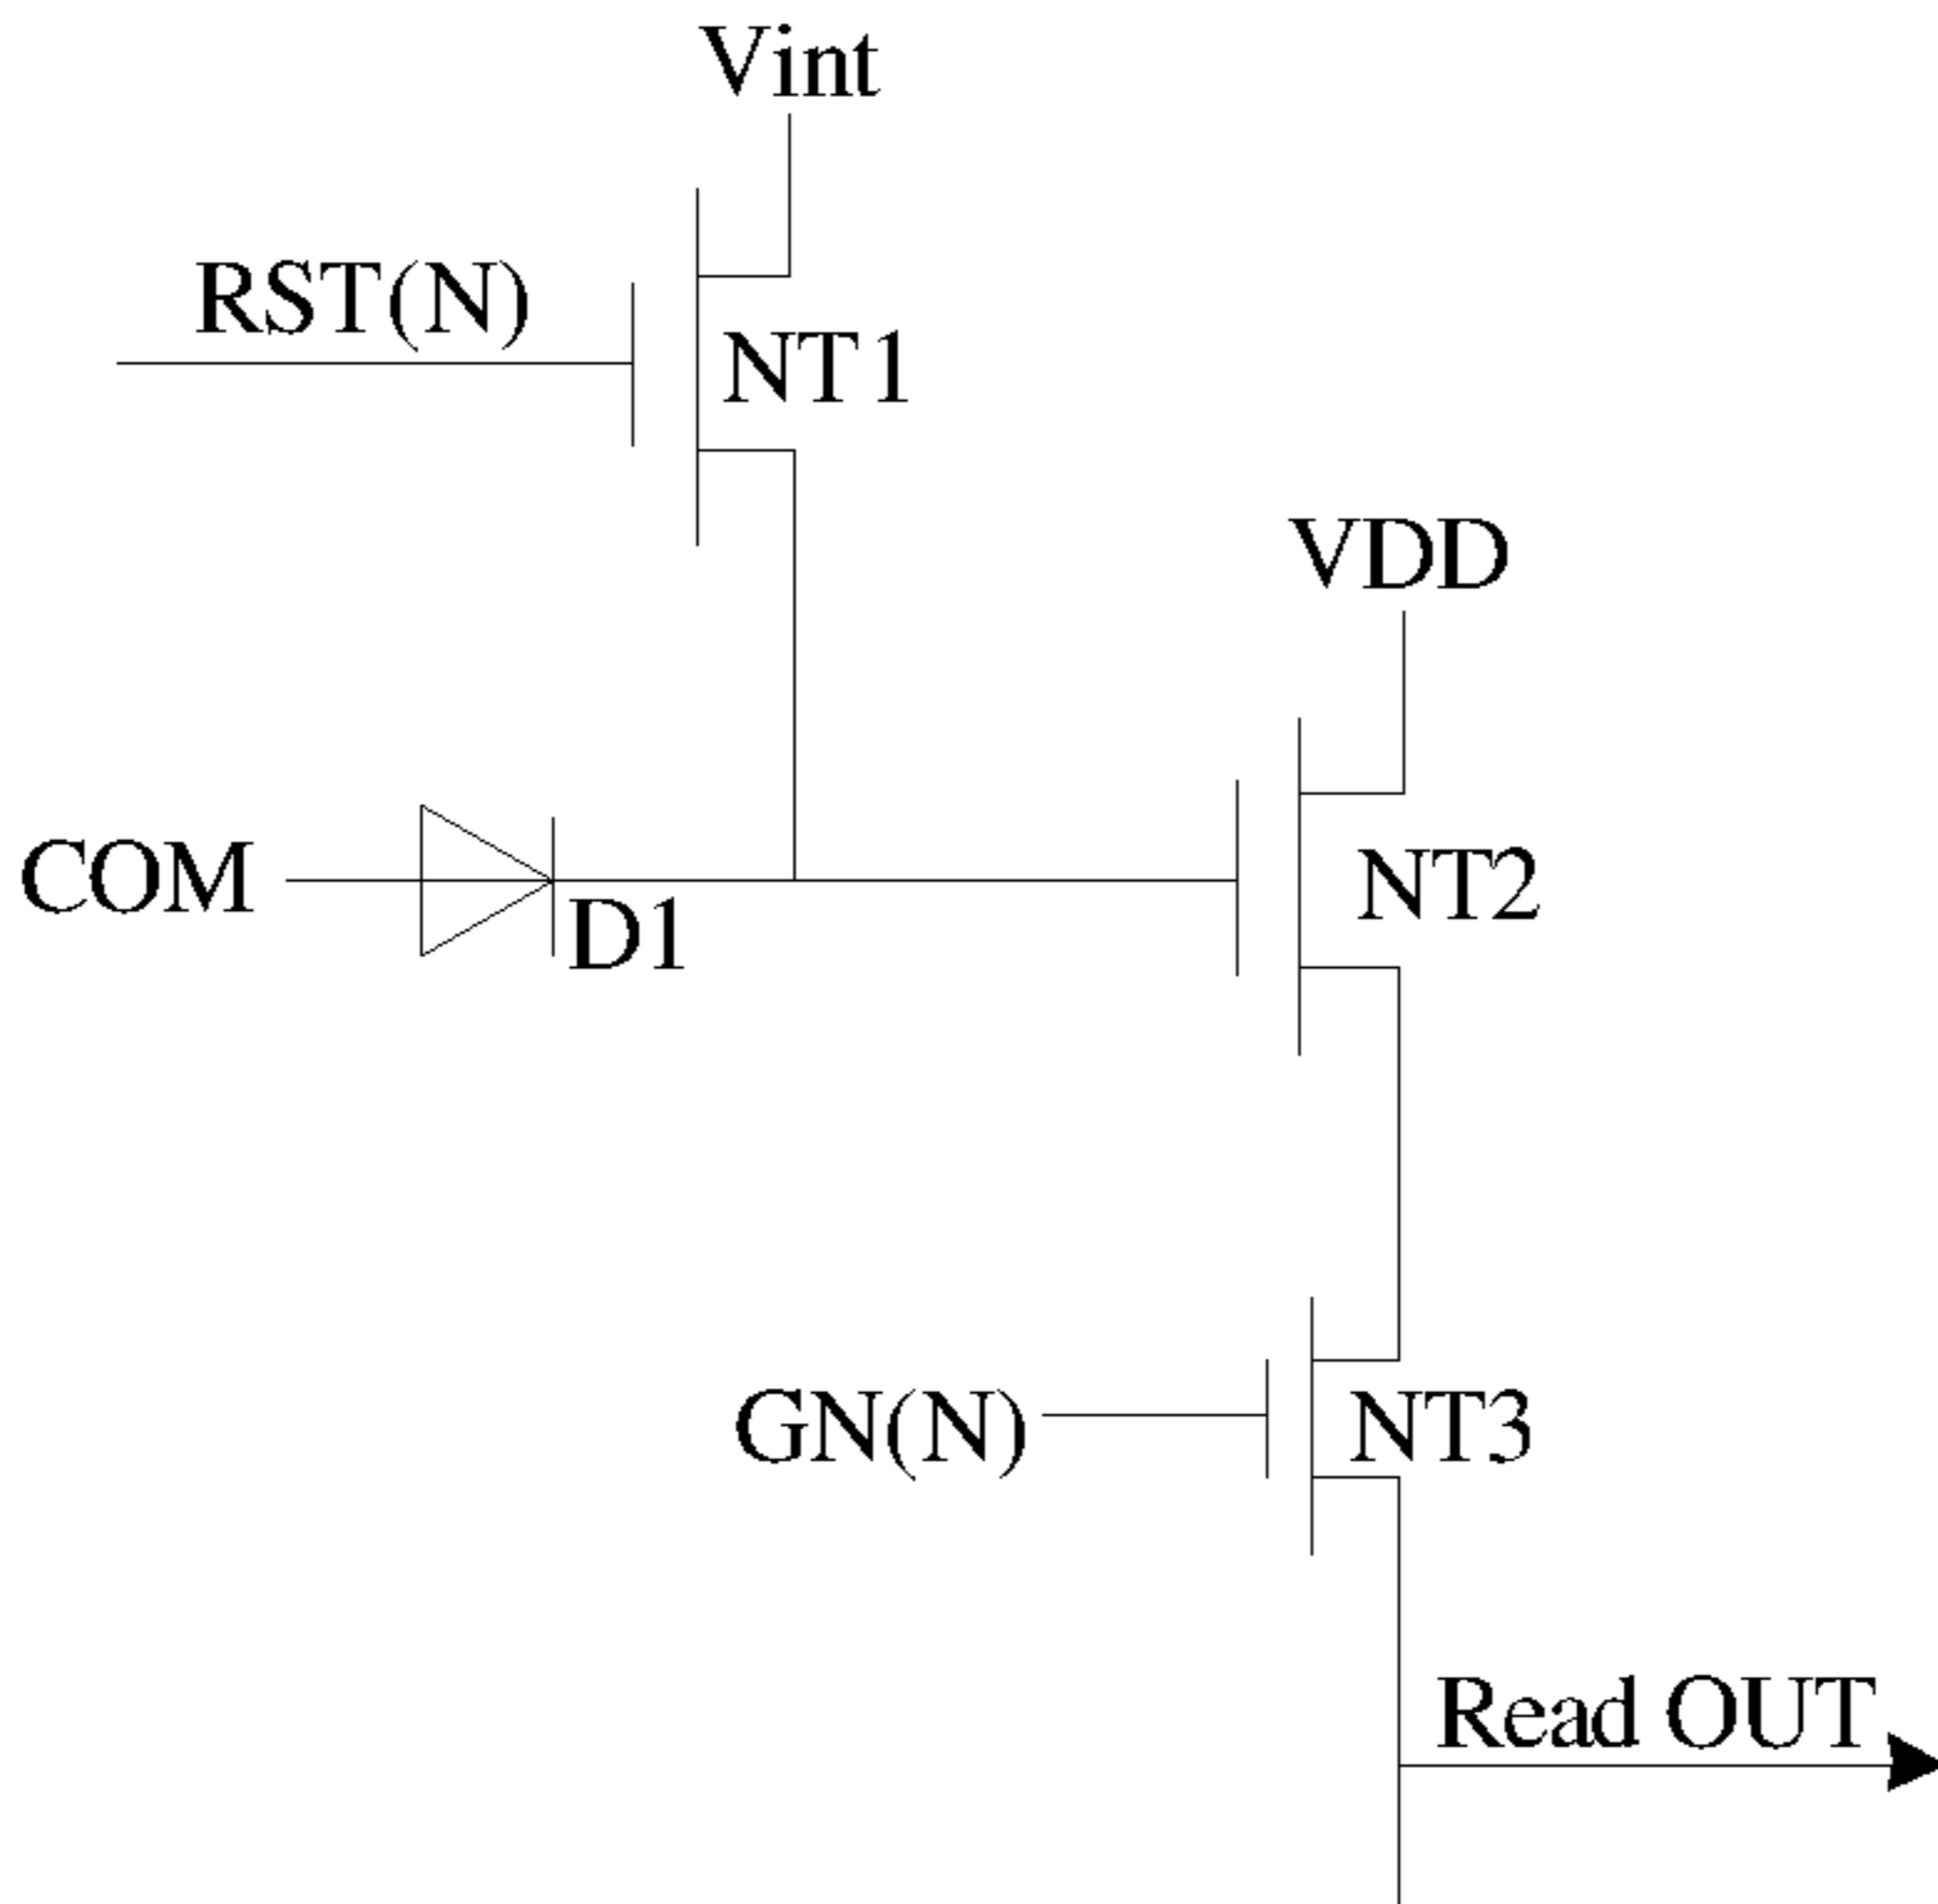 Vint
RST(N)
NT1
VDD
COM
NT2
D1
GN(N)
NT3
Read OUT